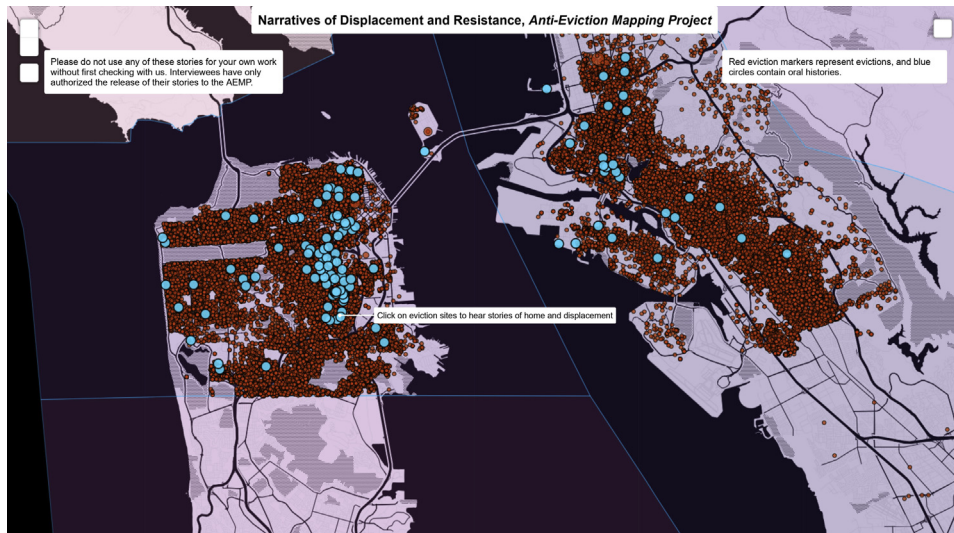 Narratives of Displacement and Resistance, Anti-Eviction Mapping Project
Please do not use any of these stories for your own work
without first checking with us. Interviewees have only
authorized the release of their stories to the AEMP.
Red eviction markers represent evictions, and blue
circles contain oral histories.
Click on eviction sites to hear stories of home and displacement